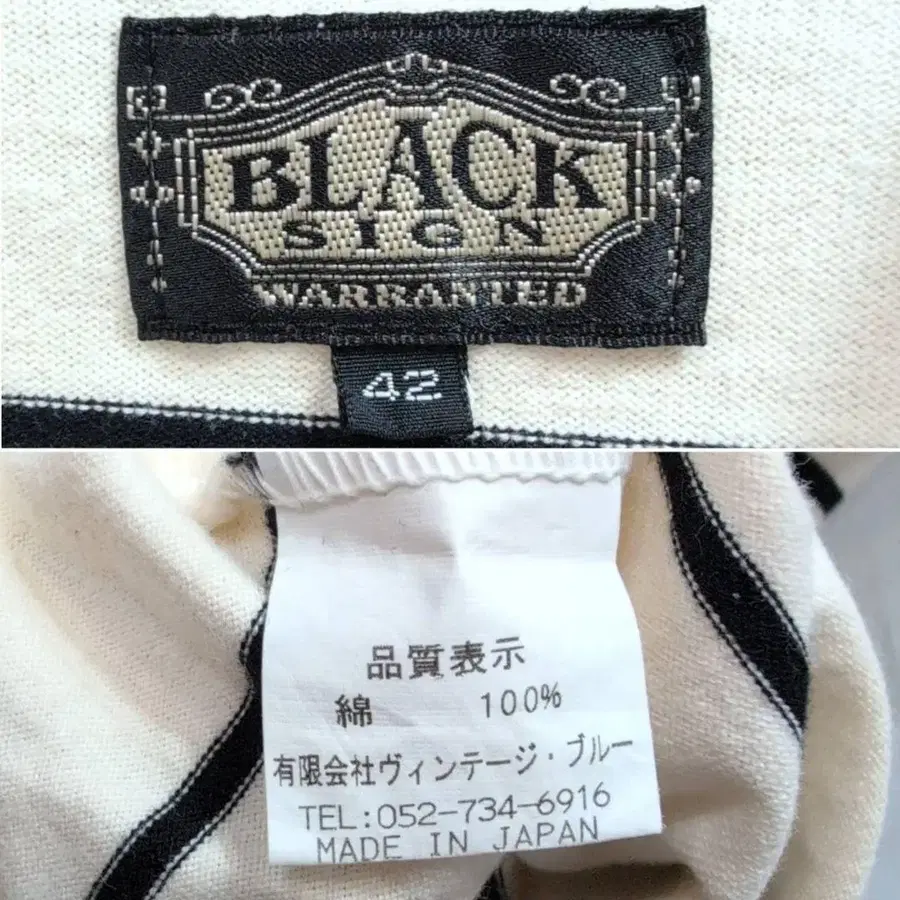 BLACK
SIGN
WARRANTED
42
品質表示
綿 100%
有限会社ヴィンテージ・ブルー
TEL:052-734-6916
MADE IN JAPAN